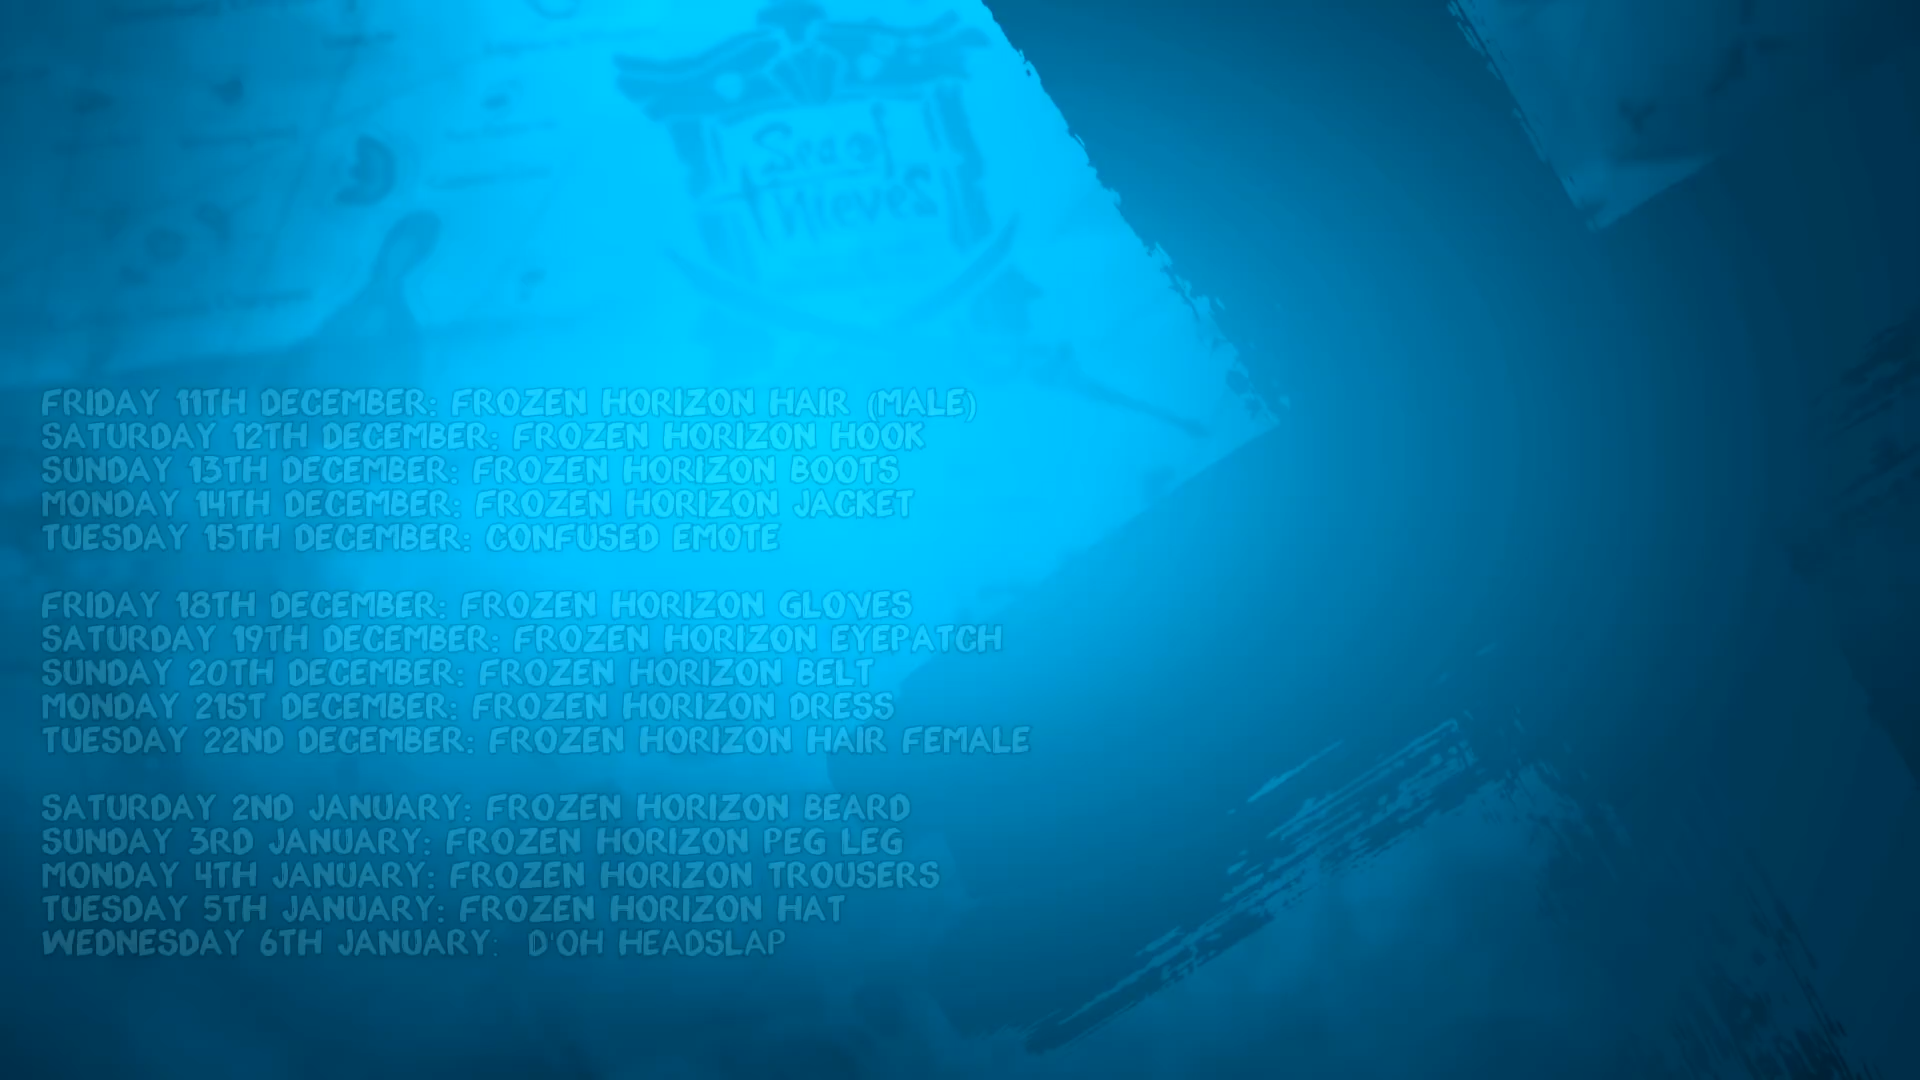 Sea of
Thieves
FRIDAY 11TH DECEMBER: FROZEN HORIZON HAIR (MALE)
SATURDAY 12TH DECEMBER: FROZEN HORIZON HOOK
SUNDAY 13TH DECEMBER: FROZEN HORIZON BOOTS
MONDAY 14TH DECEMBER: FROZEN HORIZON JACKET
TUESDAY 15TH DECEMBER: CONFUSED EMOTE
FRIDAY 18TH DECEMBER: FROZEN HORIZON GLOVES
SATURDAY 19TH DECEMBER: FROZEN HORIZON EYEPATCH
SUNDAY 20TH DECEMBER: FROZEN HORIZON BELT
MONDAY 21ST DECEMBER: FROZEN HORIZON DRESS
TUESDAY 22ND DECEMBER: FROZEN HORIZON HAIR FEMALE
SATURDAY 2ND JANUARY: FROZEN HORIZON BEARD
SUNDAY 3RD JANUARY: FROZEN HORIZON PEG LEG
MONDAY 4TH JANUARY: FROZEN HORIZON TROUSERS
TUESDAY 5TH JANUARY: FROZEN HORIZON HAT
WEDNESDAY 6TH JANUARY: D'OH HEADSLAP